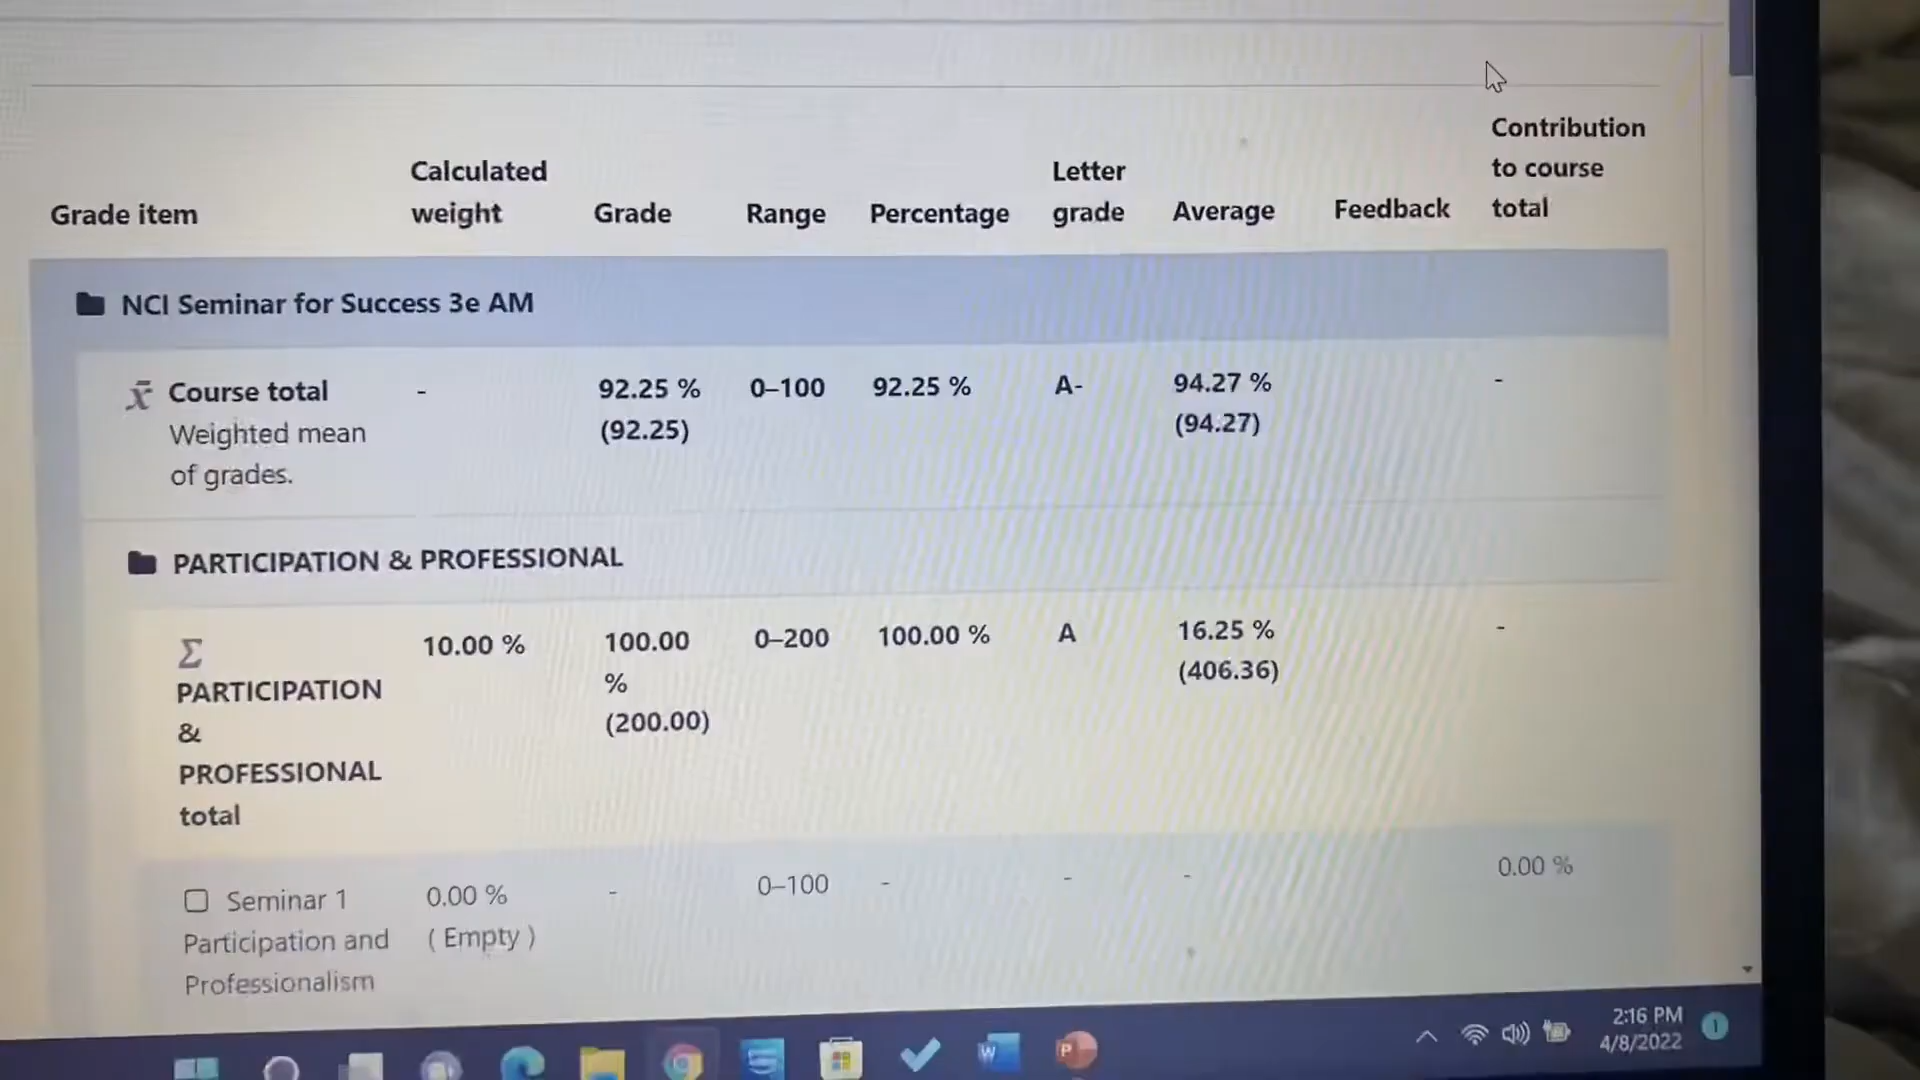 Contribution
to course
total
Calculated
weight
Letter
grade
Grade item
Grade
Range
Percentage
Average
Feedback
NCI Seminar for Success 3e AM
x̄ Course total
Weighted mean
of grades.
-
92.25 %
(92.25)
0–100
92.25 %
A-
94.27 %
(94.27)
-
PARTICIPATION & PROFESSIONAL
Σ
PARTICIPATION
&
PROFESSIONAL
total
10.00 %
100.00
%
(200.00)
0–200
100.00 %
A
16.25 %
(406.36)
-
Seminar 1
Participation and
Professionalism
0.00 %
( Empty )
-
0–100
-
-
-
0.00 %
W
P
2:16 PM
4/8/2022
1